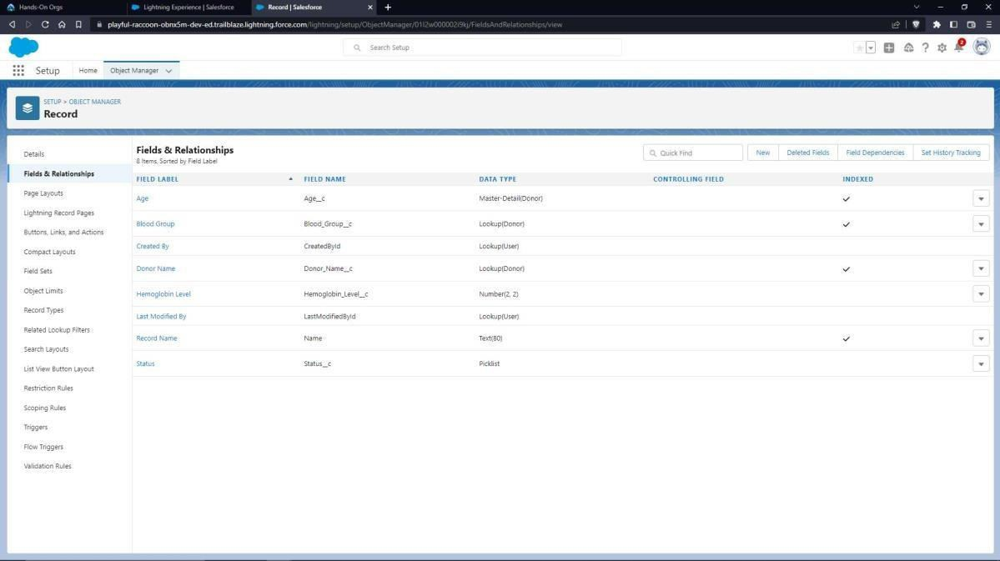 Hands-On Orgs
Lightning Experience | Salesforce
Record | Salesforce
playful-raccoon-obnx5m-dev-ed.trailblaze.lightning.force.com/lightning/setup/ObjectManager/01I2w000002i9kj/FieldsAndRelationships/view
Search Setup
2
Setup
Home
Object Manager
SETUP > OBJECT MANAGER
Record
Details
Fields & Relationships
Page Layouts
Lightning Record Pages
Buttons, Links, and Actions
Compact Layouts
Field Sets
Object Limits
Record Types
Related Lookup Filters
Search Layouts
List View Button Layout
Restriction Rules
Scoping Rules
Triggers
Flow Triggers
Validation Rules
Fields & Relationships
8 Items, Sorted by Field Label
Quick Find
New
Deleted Fields
Field Dependencies
Set History Tracking
FIELD LABEL FIELD NAME DATA TYPE CONTROLLING FIELD INDEXED
Age Age__c Master-Detail(Donor)
Blood Group Blood_Group__c Lookup(Donor)
Created By CreatedById Lookup(User)
Donor Name Donor_Name__c Lookup(Donor)
Hemoglobin Level Hemoglobin_Level__c Number(2, 2)
Last Modified By LastModifiedById Lookup(User)
Record Name Name Text(80)
Status Status__c Picklist